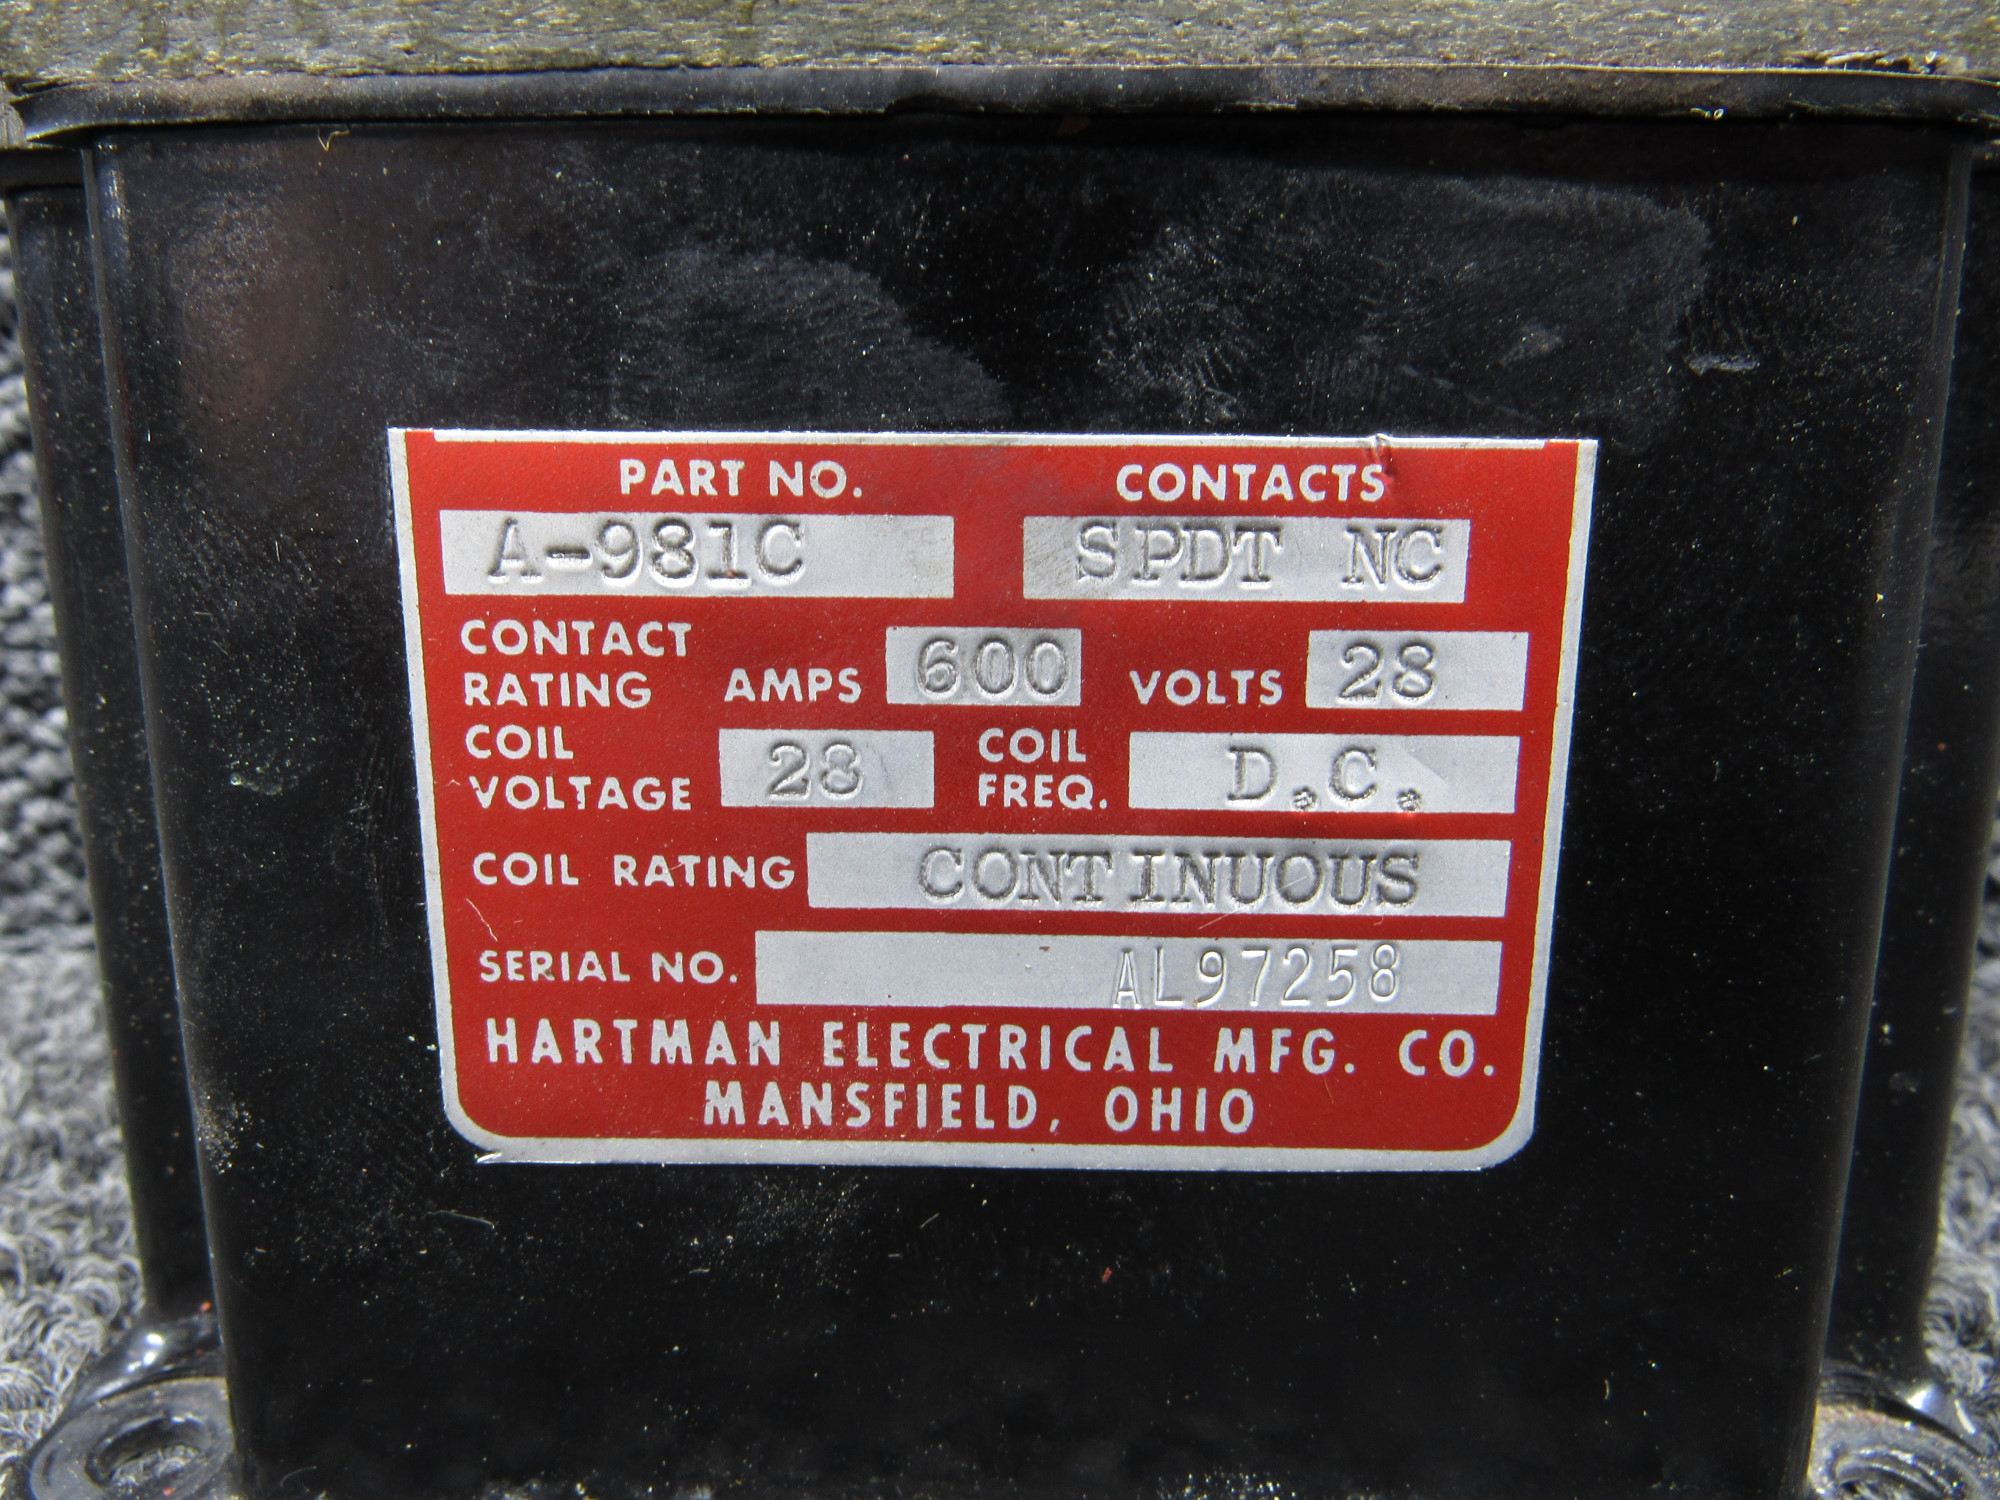 PART NO. CONTACTS
A-981C SPDT NC
CONTACT
RATING AMPS 600 VOLTS 28
COIL
VOLTAGE 28 COIL
FREQ. D.C.
COIL RATING CONTINUOUS
SERIAL NO. AL97258
HARTMAN ELECTRICAL MFG. CO.
MANSFIELD, OHIO